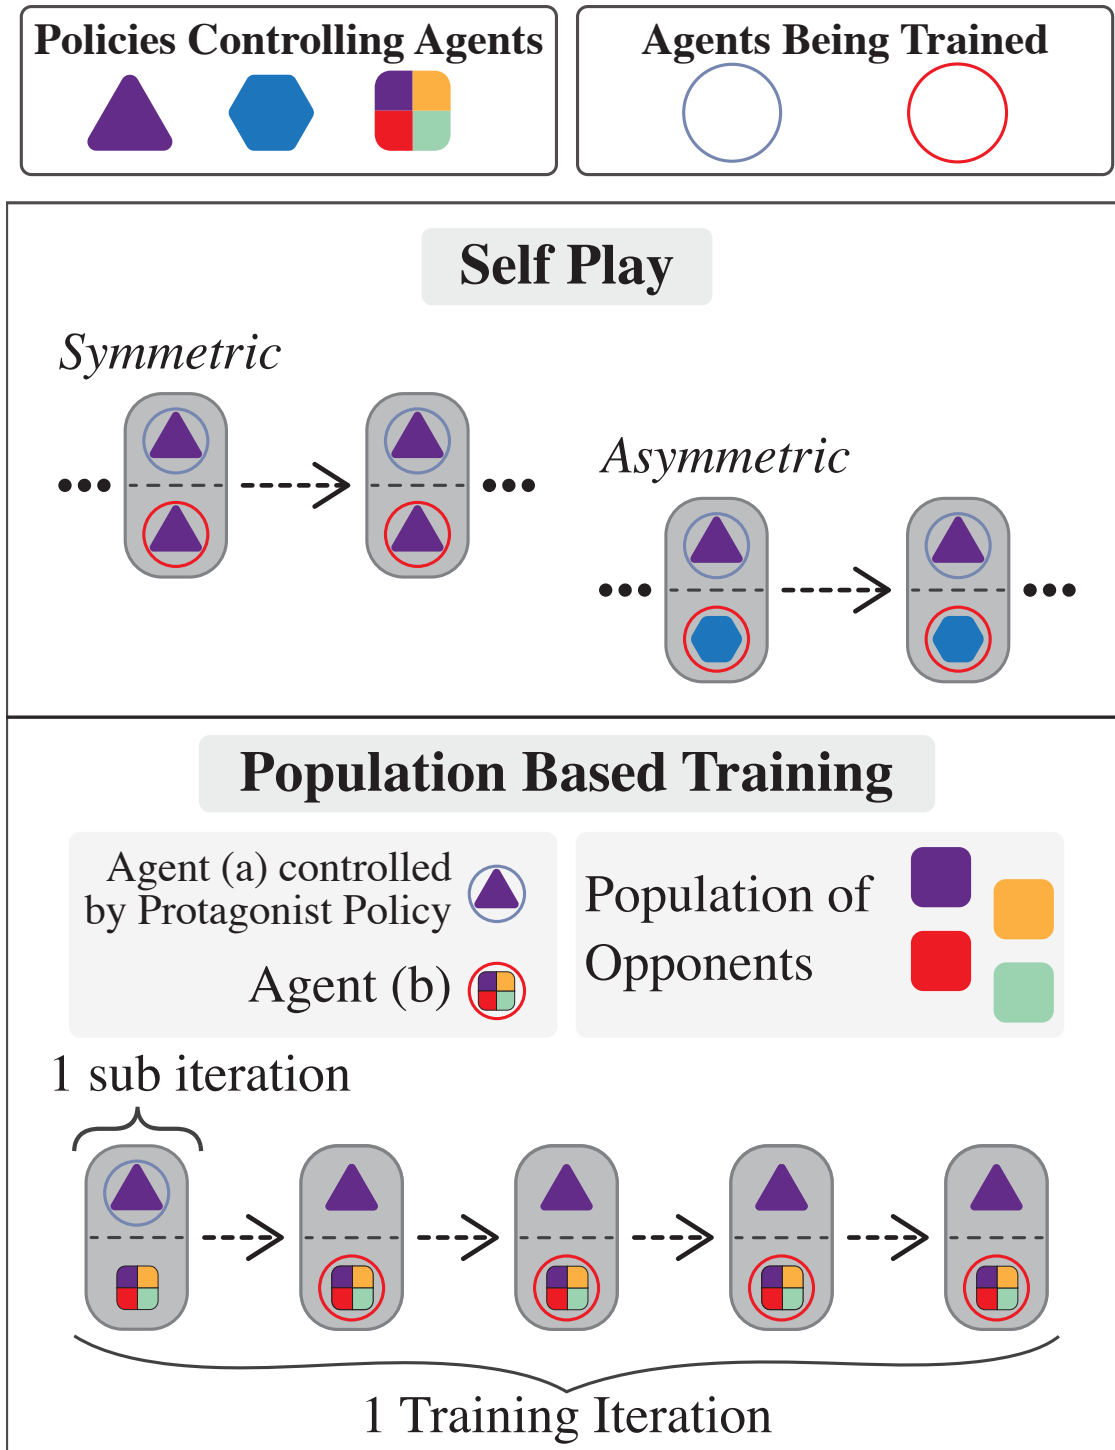 Policies Controlling Agents
Agents Being Trained
Self Play
Symmetric
Asymmetric
Population Based Training
Agent (a) controlled
by Protagonist Policy
Agent (b)
Population of
Opponents
1 sub iteration
1 Training Iteration